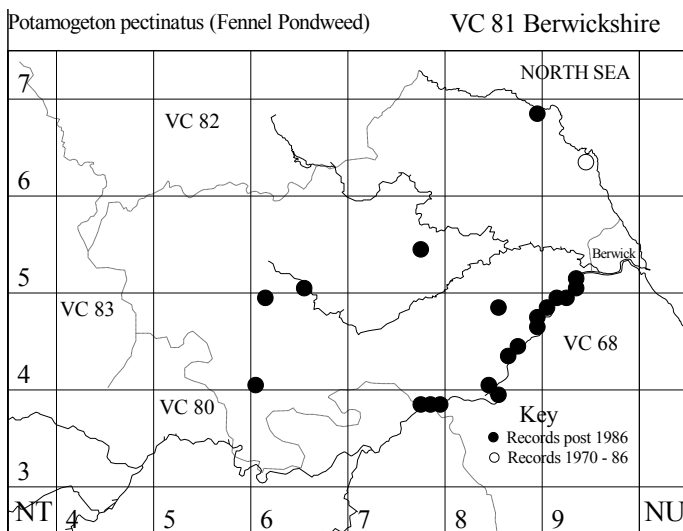 Potamogeton pectinatus (Fennel Pondweed) VC 81 Berwickshire
NORTH SEA
7
VC 82
6
Berwick
5
VC 83
VC 68
4
VC 80
Key
Records post 1986
Records 1970 - 86
3
NT 4 5 6 7 8 9 NU